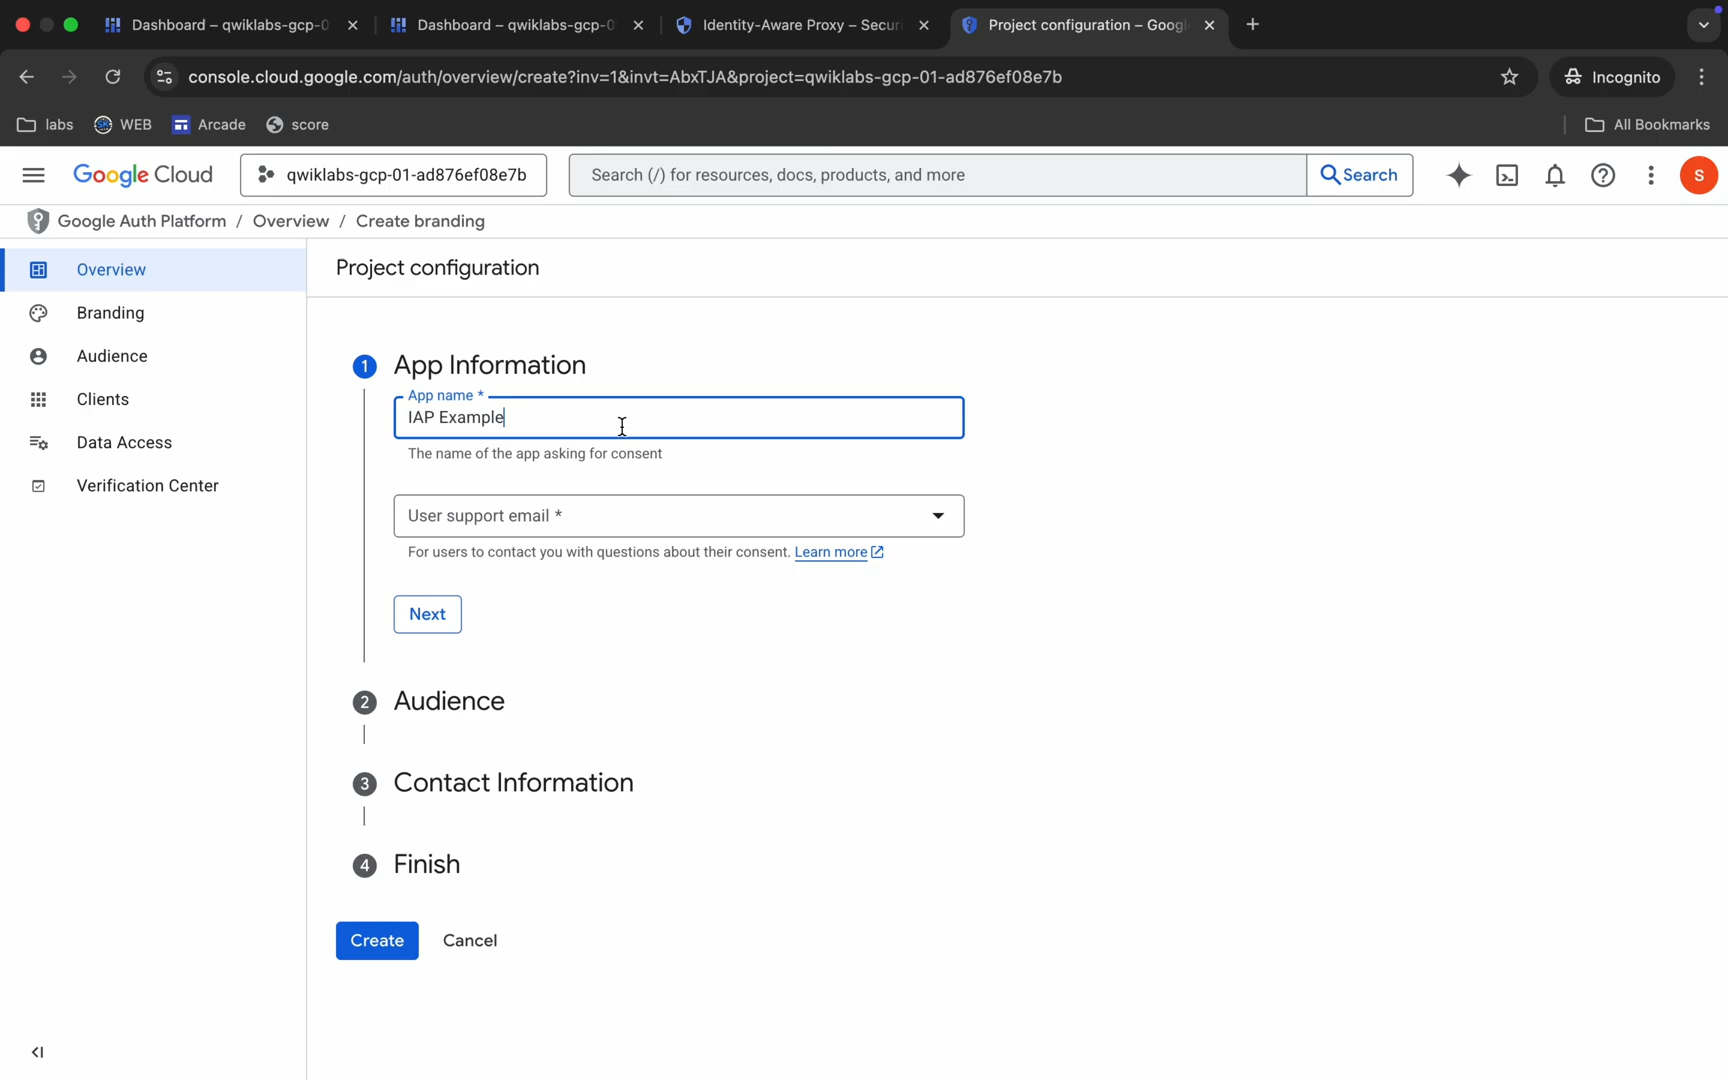 Dashboard – qwiklabs-gcp-0
Dashboard – qwiklabs-gcp-0
Identity-Aware Proxy – Secur
Project configuration – Goog
console.cloud.google.com/auth/overview/create?inv=1&invt=AbxTJA&project=qwiklabs-gcp-01-ad876ef08e7b
Incognito
labs
WEB
Arcade
score
All Bookmarks
Google Cloud
qwiklabs-gcp-01-ad876ef08e7b
Search (/) for resources, docs, products, and more
Search
S
Google Auth Platform / Overview / Create branding
Overview
Branding
Audience
Clients
Data Access
Verification Center
Project configuration
1 App Information
App name *
IAP Example
The name of the app asking for consent
User support email *
For users to contact you with questions about their consent. Learn more
Next
2 Audience
3 Contact Information
4 Finish
Create
Cancel